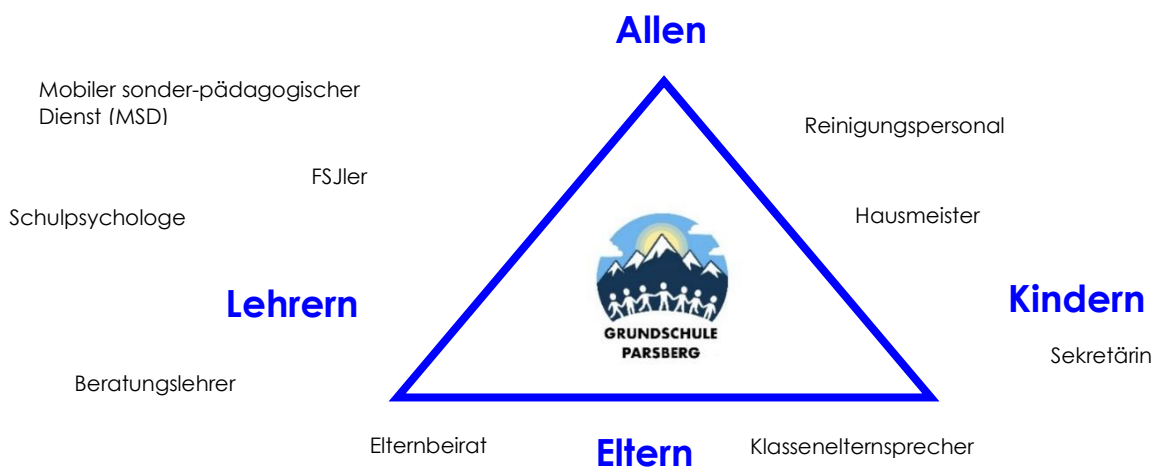 Allen
Mobiler sonder-pädagogischer
Dienst (MSD)
Reinigungspersonal
FSJler
Schulpsychologe
Hausmeister
Lehrern
Kindern
GRUNDSCHULE
PARSBERG
Sekretärin
Beratungslehrer
Elternbeirat
Eltern
Klassenelternsprecher